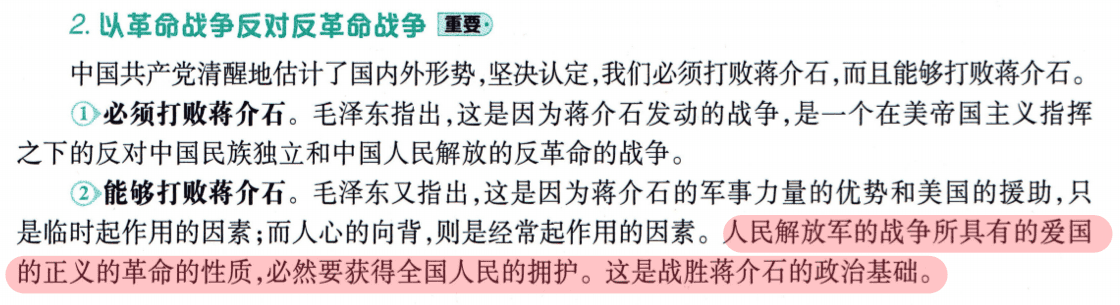 2. 以革命战争反对反革命战争 重要
中国共产党清醒地估计了国内外形势,坚决认定,我们必须打败蒋介石,而且能够打败蒋介石。
①必须打败蒋介石。毛泽东指出,这是因为蒋介石发动的战争,是一个在美帝国主义指挥
之下的反对中国民族独立和中国人民解放的反革命的战争。
②能够打败蒋介石。毛泽东又指出,这是因为蒋介石的军事力量的优势和美国的援助,只
是临时起作用的因素;而人心的向背,则是经常起作用的因素。人民解放军的战争所具有的爱国
的正义的革命的性质,必然要获得全国人民的拥护。这是战胜蒋介石的政治基础。